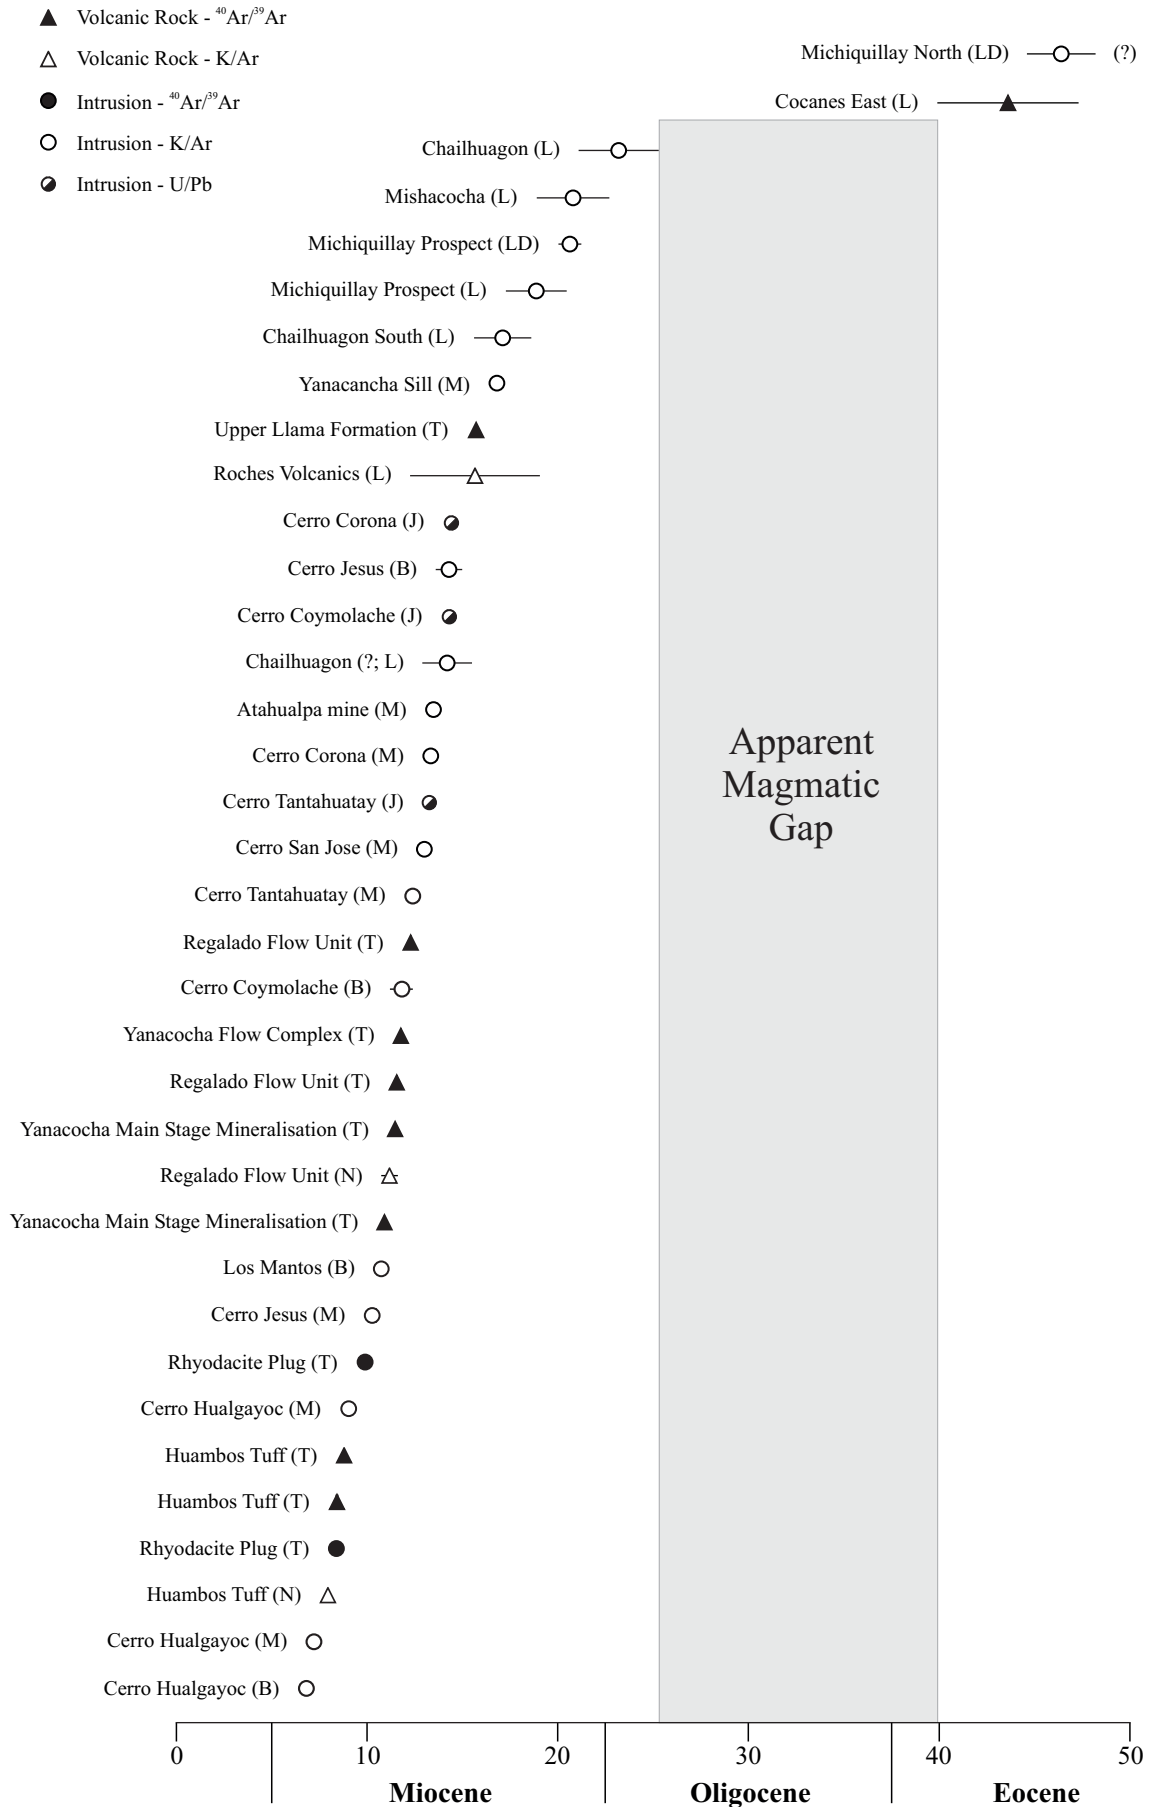 Volcanic Rock - ⁴⁰Ar/³⁹Ar
Volcanic Rock - K/Ar
Intrusion - ⁴⁰Ar/³⁹Ar
Intrusion - K/Ar
Intrusion - U/Pb
Michiquillay North (LD) (?)
Cocanes East (L)
Chailhuagon (L)
Mishacocha (L)
Michiquillay Prospect (LD)
Michiquillay Prospect (L)
Chailhuagon South (L)
Yanacancha Sill (M)
Upper Llama Formation (T)
Roches Volcanics (L)
Cerro Corona (J)
Cerro Jesus (B)
Cerro Coymolache (J)
Chailhuagon (?; L)
Atahualpa mine (M)
Cerro Corona (M)
Cerro Tantahuatay (J)
Cerro San Jose (M)
Cerro Tantahuatay (M)
Regalado Flow Unit (T)
Cerro Coymolache (B)
Yanacocha Flow Complex (T)
Regalado Flow Unit (T)
Yanacocha Main Stage Mineralisation (T)
Regalado Flow Unit (N)
Yanacocha Main Stage Mineralisation (T)
Los Mantos (B)
Cerro Jesus (M)
Rhyodacite Plug (T)
Cerro Hualgayoc (M)
Huambos Tuff (T)
Huambos Tuff (T)
Rhyodacite Plug (T)
Huambos Tuff (N)
Cerro Hualgayoc (M)
Cerro Hualgayoc (B)
Apparent
Magmatic
Gap
0 10 20 30 40 50
Miocene Oligocene Eocene